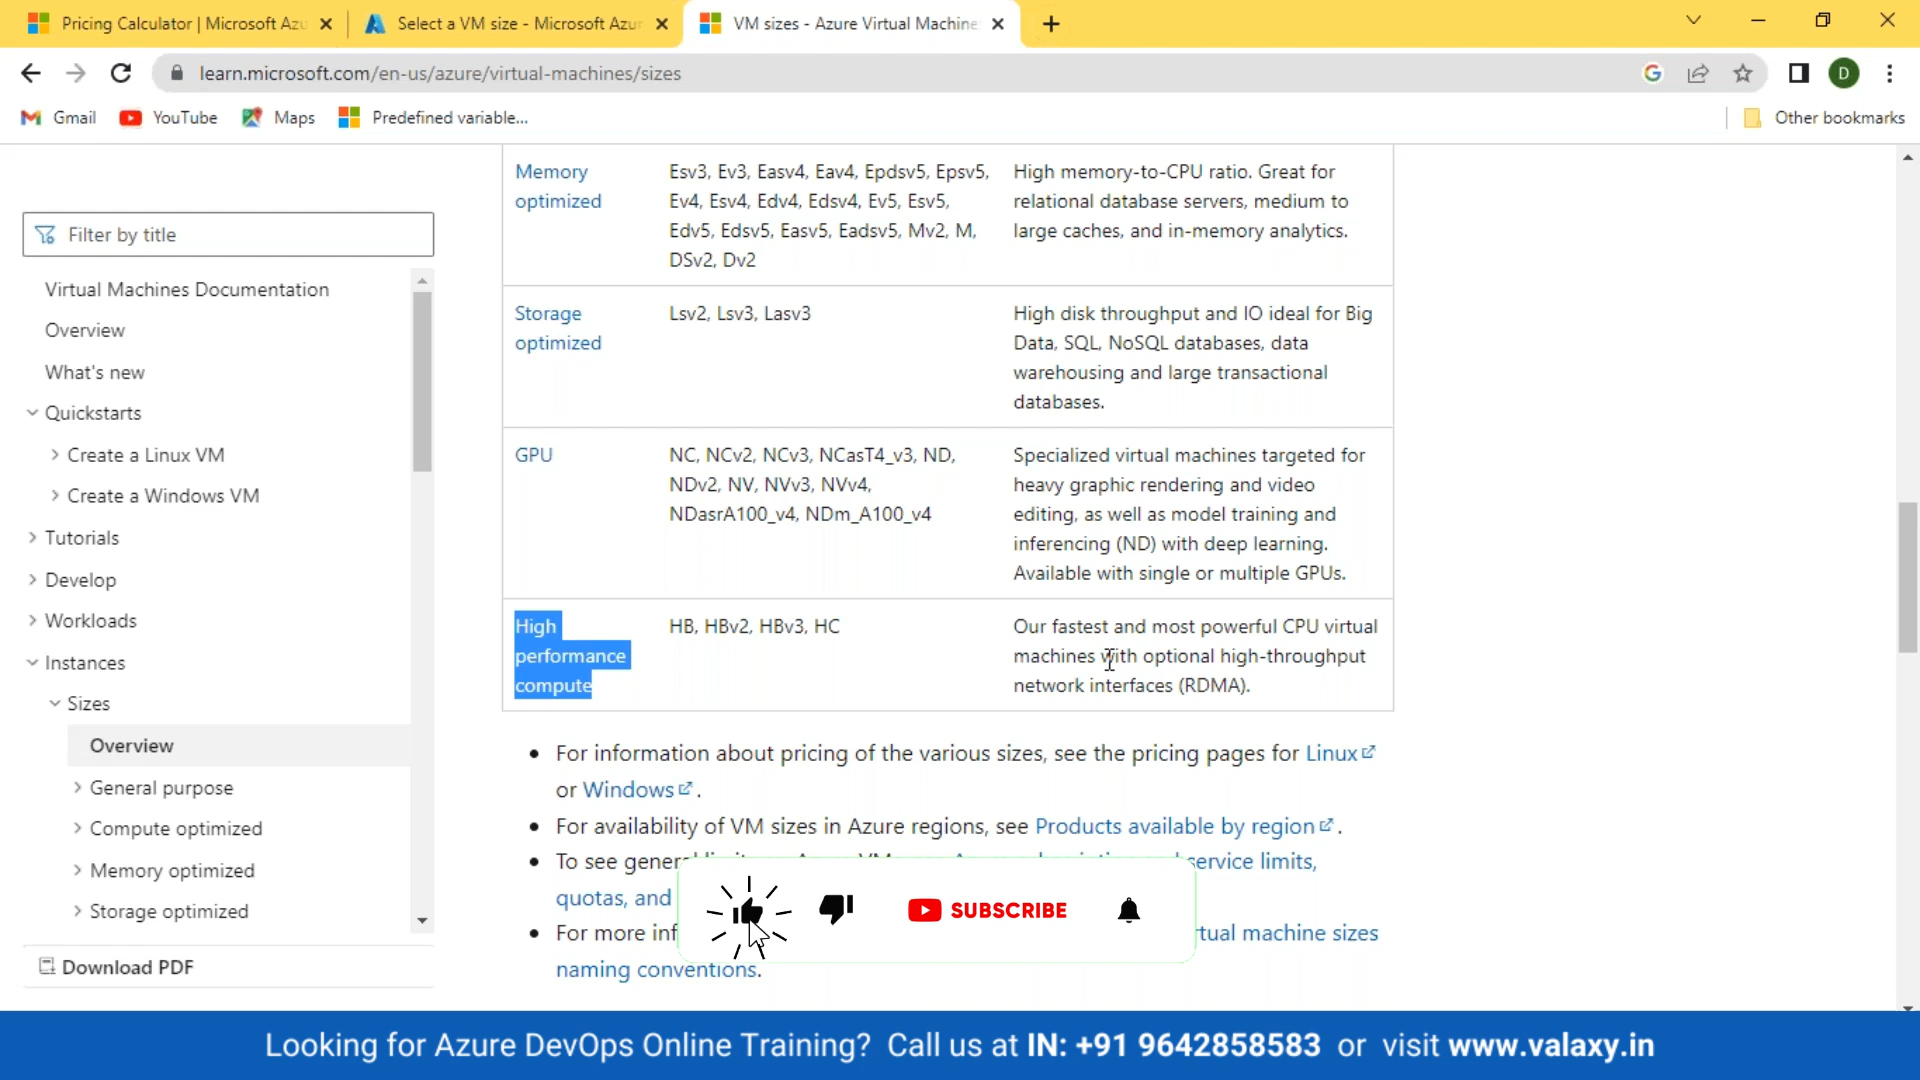 Pricing Calculator | Microsoft Azu
Select a VM size - Microsoft Azur
VM sizes - Azure Virtual Machine
learn.microsoft.com/en-us/azure/virtual-machines/sizes
D
Gmail
YouTube
Maps
Predefined variable...
Other bookmarks
Filter by title
Virtual Machines Documentation
Overview
What's new
Quickstarts
Create a Linux VM
Create a Windows VM
Tutorials
Develop
Workloads
Instances
Sizes
Overview
General purpose
Compute optimized
Memory optimized
Storage optimized
Download PDF
Memory
optimized
Esv3, Ev3, Easv4, Eav4, Epdsv5, Epsv5,
Ev4, Esv4, Edv4, Edsv4, Ev5, Esv5,
Edv5, Edsv5, Easv5, Eadsv5, Mv2, M,
DSv2, Dv2
High memory-to-CPU ratio. Great for
relational database servers, medium to
large caches, and in-memory analytics.
Storage
optimized
Lsv2, Lsv3, Lasv3
High disk throughput and IO ideal for Big
Data, SQL, NoSQL databases, data
warehousing and large transactional
databases.
GPU
NC, NCv2, NCv3, NCasT4_v3, ND,
NDv2, NV, NVv3, NVv4,
NDasrA100_v4, NDm_A100_v4
Specialized virtual machines targeted for
heavy graphic rendering and video
editing, as well as model training and
inferencing (ND) with deep learning.
Available with single or multiple GPUs.
High
performance
compute
HB, HBv2, HBv3, HC
Our fastest and most powerful CPU virtual
machines with optional high-throughput
network interfaces (RDMA).
For information about pricing of the various sizes, see the pricing pages for Linux
or Windows.
For availability of VM sizes in Azure regions, see Products available by region.
To see general service limits,
quotas, and
For more inf rtual machine sizes
naming conventions.
SUBSCRIBE
Looking for Azure DevOps Online Training? Call us at IN: +91 9642858583 or visit www.valaxy.in